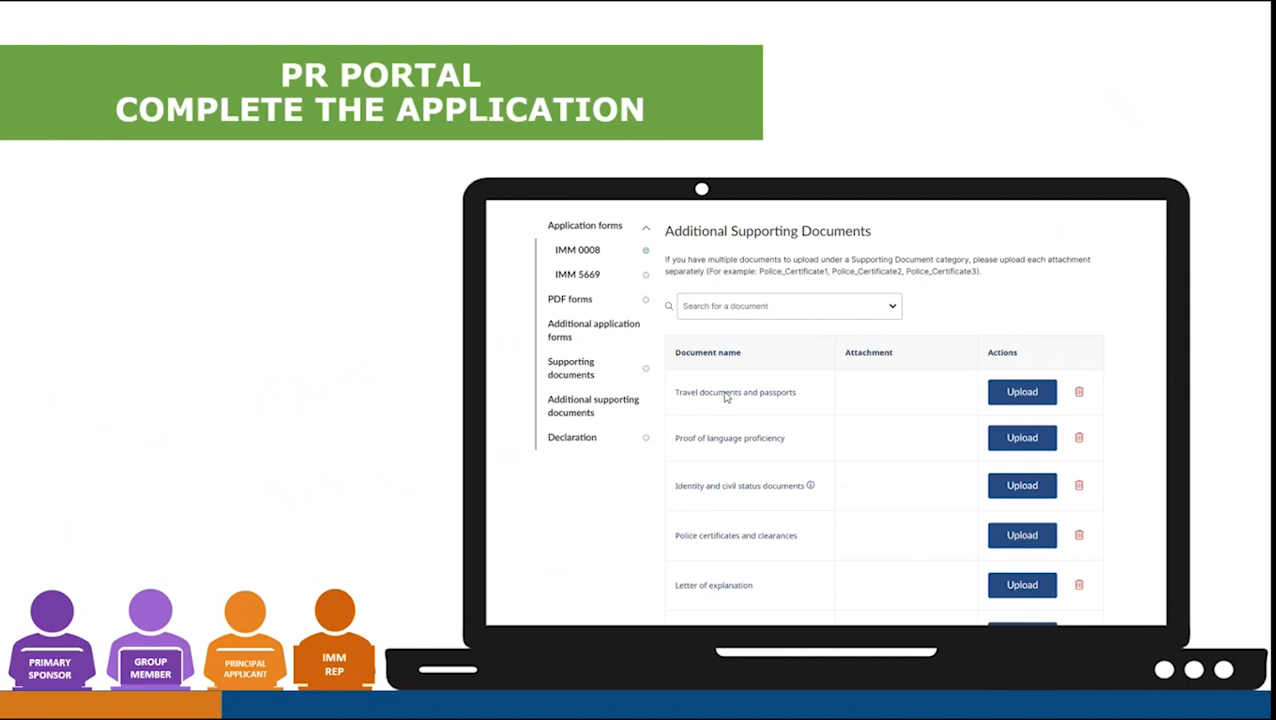 PR PORTAL
COMPLETE THE APPLICATION
Application forms
IMM 0008
IMM 5669
PDF forms
Additional application
forms
Supporting
documents
Additional supporting
documents
Declaration
Additional Supporting Documents
If you have multiple documents to upload under a Supporting Document category, please upload each attachment
separately (For example: Police_Certificate1, Police_Certificate2, Police_Certificate3).
Search for a document
Document name Attachment Actions
Travel documents and passports Upload
Proof of language proficiency Upload
Identity and civil status documents Upload
Police certificates and clearances Upload
Letter of explanation Upload
PRIMARY
SPONSOR
GROUP
MEMBER
PRINCIPAL
APPLICANT
IMM
REP